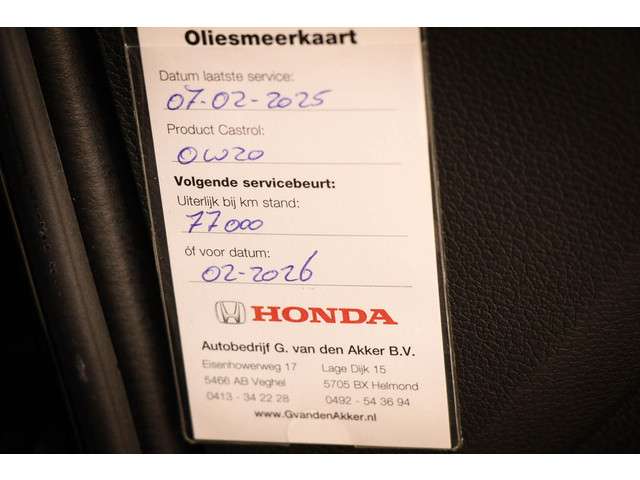 Oliesmeerkaart
Datum laatste service:
07-02-2025
Product Castrol:
0W20
Volgende servicebeurt:
Uiterlijk bij km stand:
77000
óf voor datum:
02-2026
HONDA
Autobedrijf G. van den Akker B.V.
Eisenhowerweg 17 Lage Dijk 15
5466 AB Veghel 5705 BX Helmond
0413 - 34 22 28 0492 - 54 36 94
www.GvandenAkker.nl